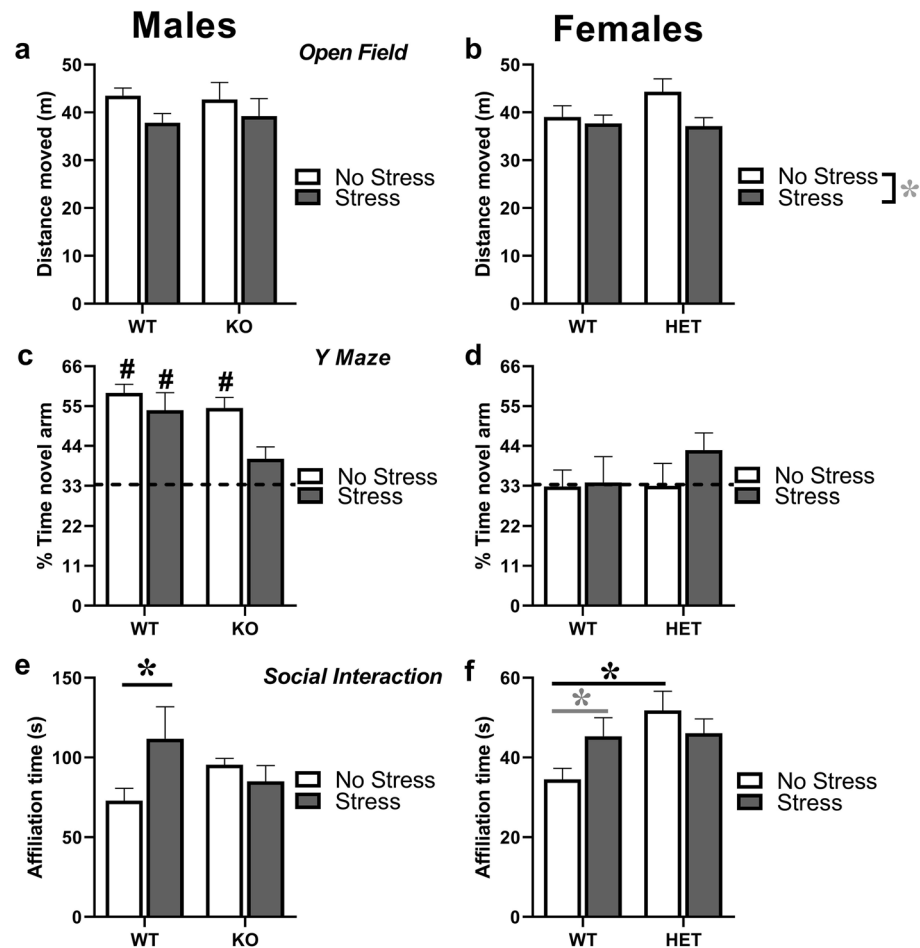 Males
Females
a
Open Field
b
50
40
30
20
10
0
Distance moved (m)
WT
KO
No Stress
Stress
50
40
30
20
10
0
Distance moved (m)
WT
HET
No Stress
Stress
*
c
Y Maze
d
66
55
44
33
22
11
0
% Time novel arm
# # #
WT
KO
No Stress
Stress
66
55
44
33
22
11
0
% Time novel arm
WT
HET
No Stress
Stress
e
Social Interaction
f
150
100
50
0
Affiliation time (s)
*
WT
KO
No Stress
Stress
60
40
20
0
Affiliation time (s)
*
*
WT
HET
No Stress
Stress